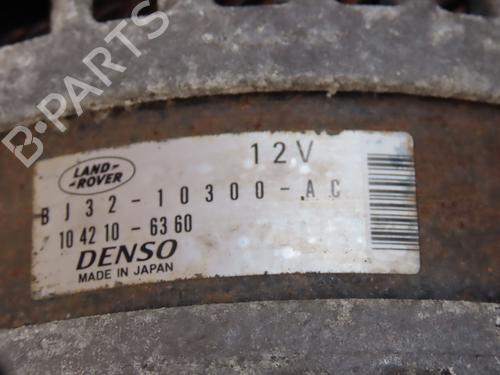 B-PARTS
LAND-
-ROVER
12V
BJ32-10300-AC
104210-6360
DENSO
MADE IN JAPAN